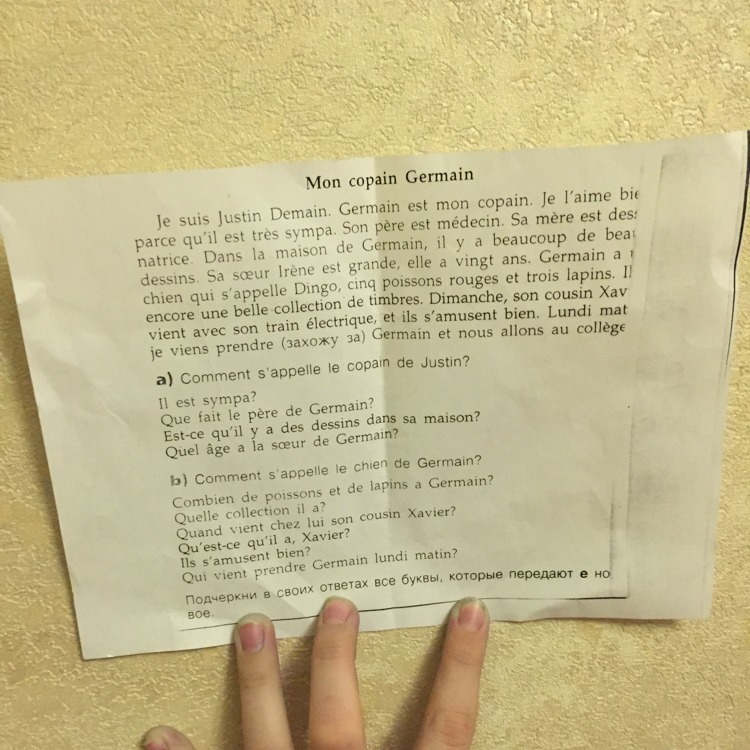 Mon copain Germain
Je suis Justin Demain. Germain est mon copain. Je l'aime bie
parce qu'il est très sympa. Son père est médecin. Sa mère est des
natrice. Dans la maison de Germain, il y a beaucoup de bea
dessins. Sa sœur Irène est grande, elle a vingt ans. Germain a
chien qui s'appelle Dingo, cinq poissons rouges et trois lapins. Il
encore une belle collection de timbres. Dimanche, son cousin Xav
vient avec son train électrique, et ils s'amusent bien. Lundi mat
je viens prendre (захожу за) Germain et nous allons au collège
a) Comment s'appelle le copain de Justin?
Il est sympa?
Que fait le père de Germain?
Est-ce qu'il y a des dessins dans sa maison?
Quel âge a la sœur de Germain?
b) Comment s'appelle le chien de Germain?
Combien de poissons et de lapins a Germain?
Quelle collection il a?
Quand vient chez lui son cousin Xavier?
Qu'est-ce qu'il a, Xavier?
Ils s'amusent bien?
Qui vient prendre Germain lundi matin?
Подчеркни в своих ответах все буквы, которые передают е но
вое.